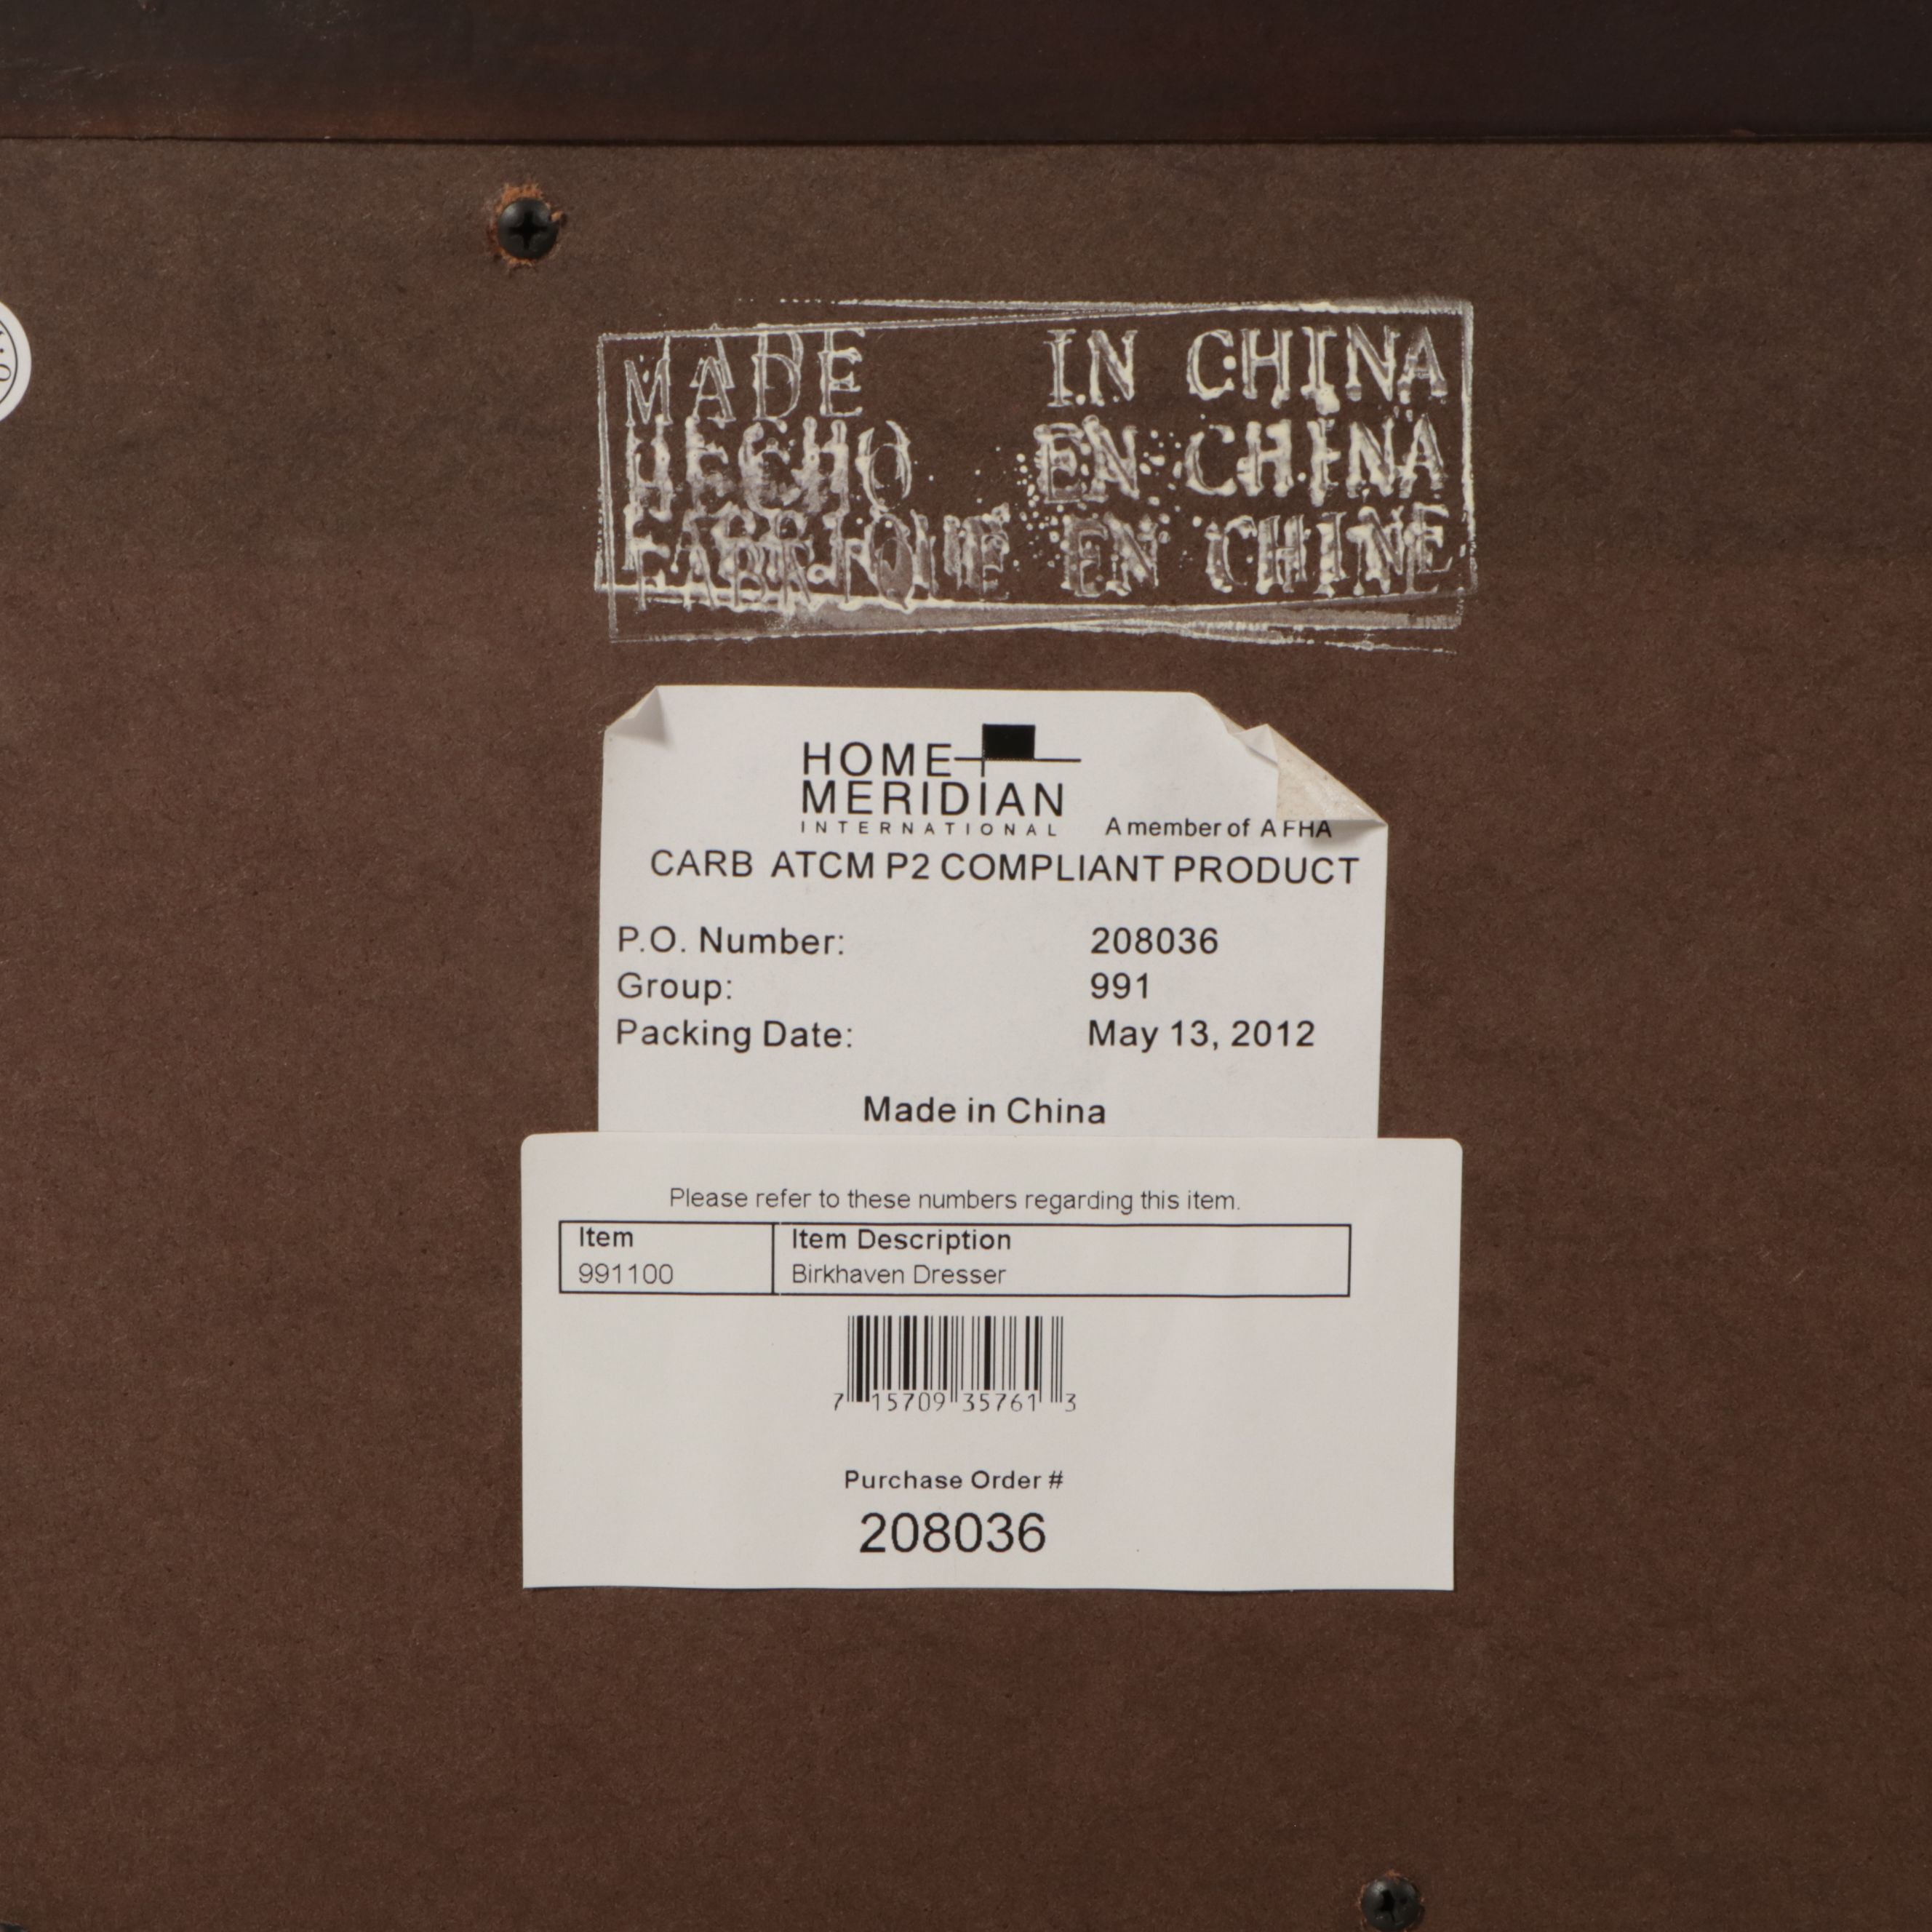 MADE IN CHINA
HECHO EN CHINA
FABRIQUE EN CHINE
HOME
MERIDIAN
INTERNATIONAL A member of AFHA
CARB ATCM P2 COMPLIANT PRODUCT
P.O. Number: 208036
Group: 991
Packing Date: May 13, 2012
Made in China
Please refer to these numbers regarding this item.
Item Item Description
991100 Birkhaven Dresser
7 15709 35761 3
Purchase Order #
208036